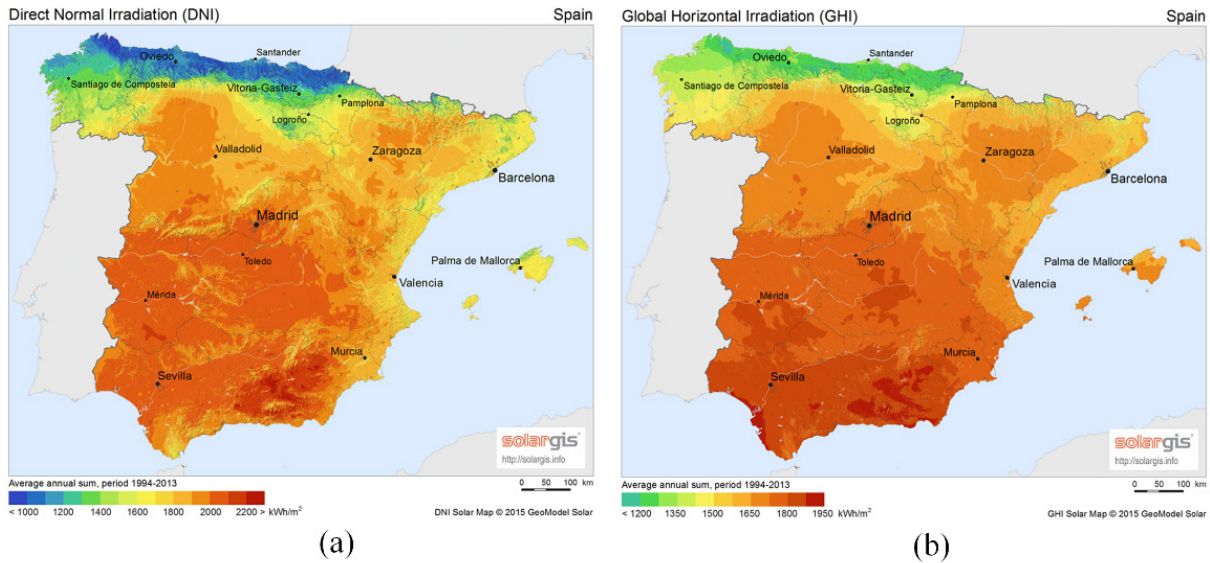 Direct Normal Irradiation (DNI) Spain
Oviedo
Santander
Santiago de Compostela
Vitoria-Gasteiz
Pamplona
Logroño
Valladolid
Zaragoza
Barcelona
Madrid
Toledo
Palma de Mallorca
Valencia
Mérida
Murcia
Sevilla
solargis
http://solargis.info
Average annual sum, period 1994-2013
0 50 100 km
< 1000 1200 1400 1600 1800 2000 2200 > kWh/m²
DNI Solar Map © 2015 GeoModel Solar
(a)
Global Horizontal Irradiation (GHI) Spain
Oviedo
Santander
Santiago de Compostela
Vitoria-Gasteiz
Pamplona
Logroño
Valladolid
Zaragoza
Barcelona
Madrid
Toledo
Palma de Mallorca
Valencia
Mérida
Murcia
Sevilla
solargis
http://solargis.info
Average annual sum, period 1994-2013
0 50 100 km
< 1200 1350 1500 1650 1800 1950 kWh/m²
GHI Solar Map © 2015 GeoModel Solar
(b)